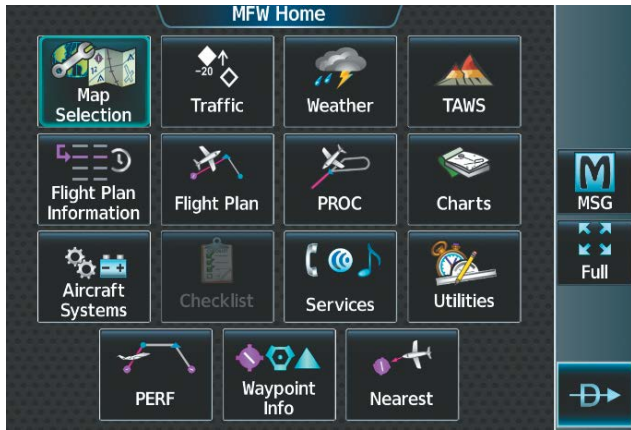 MFW Home
Map
Selection
-20
Traffic
Weather
TAWS
Flight Plan
Information
Flight Plan
PROC
Charts
MSG
Full
Aircraft
Systems
Checklist
Services
Utilities
PERF
Waypoint
Info
Nearest
D